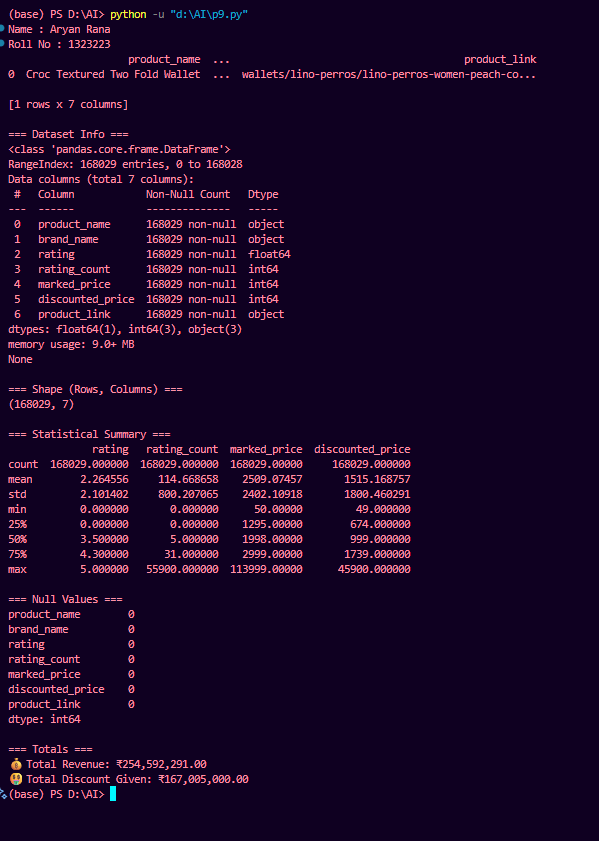 (base) PS D:\AI> python -u "d:\AI\p9.py"
Name : Aryan Rana
Roll No : 1323223
product_name ... product_link
0 Croc Textured Two Fold Wallet ... wallets/lino-perros/lino-perros-women-peach-co...
[1 rows x 7 columns]
=== Dataset Info ===
<class 'pandas.core.frame.DataFrame'>
RangeIndex: 168029 entries, 0 to 168028
Data columns (total 7 columns):
# Column Non-Null Count Dtype
--- ------ -------------- -----
0 product_name 168029 non-null object
1 brand_name 168029 non-null object
2 rating 168029 non-null float64
3 rating_count 168029 non-null int64
4 marked_price 168029 non-null int64
5 discounted_price 168029 non-null int64
6 product_link 168029 non-null object
dtypes: float64(1), int64(3), object(3)
memory usage: 9.0+ MB
None
=== Shape (Rows, Columns) ===
(168029, 7)
=== Statistical Summary ===
rating rating_count marked_price discounted_price
count 168029.000000 168029.000000 168029.00000 168029.000000
mean 2.264556 114.668658 2509.07457 1515.168757
std 2.101402 800.207065 2402.10918 1800.460291
min 0.000000 0.000000 50.00000 49.000000
25% 0.000000 0.000000 1295.00000 674.000000
50% 3.500000 5.000000 1998.00000 999.000000
75% 4.300000 31.000000 2999.00000 1739.000000
max 5.000000 55900.000000 113999.00000 45900.000000
=== Null Values ===
product_name 0
brand_name 0
rating 0
rating_count 0
marked_price 0
discounted_price 0
product_link 0
dtype: int64
=== Totals ===
💰 Total Revenue: ₹254,592,291.00
🤑 Total Discount Given: ₹167,005,000.00
(base) PS D:\AI>